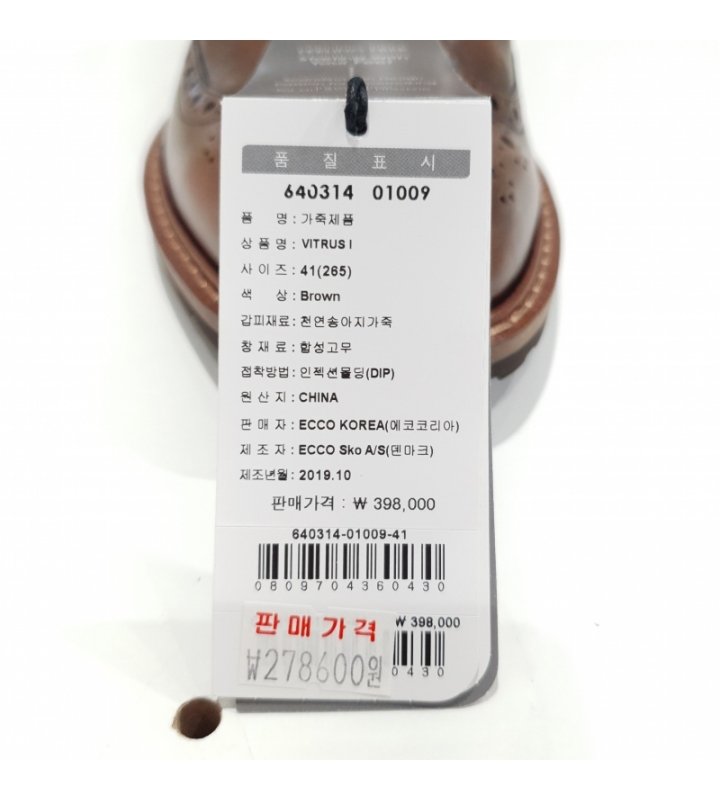 품 질 표 시
640314 01009
품 명 : 가죽제품
상 품 명 : VITRUS I
사 이 즈 : 41(265)
색 상 : Brown
갑피재료 : 천연송아지가죽
창 재 료 : 합성고무
접착방법 : 인젝션몰딩(DIP)
원 산 지 : CHINA
판 매 자 : ECCO KOREA(에코코리아)
제 조 자 : ECCO Sko A/S(덴마크)
제조년월 : 2019.10
판매가격 : ₩ 398,000
640314-01009-41
0809704360430
판매가격 ₩ 398,000
₩278600원 0430